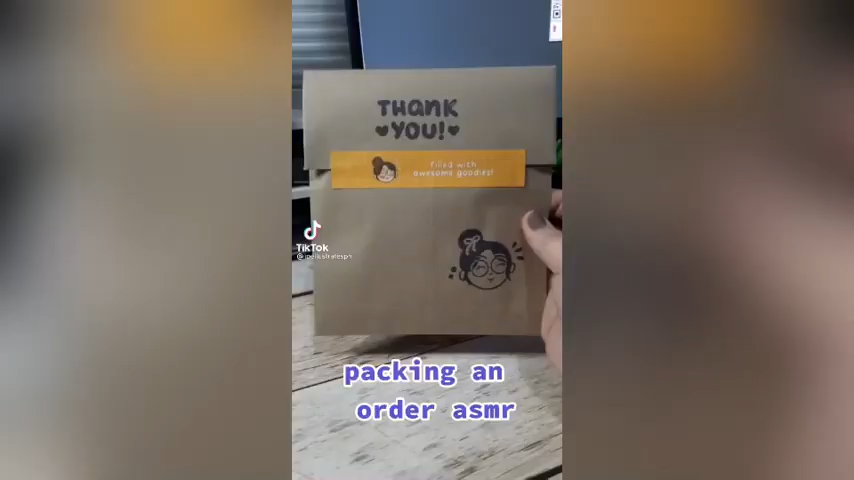 THANK
YOU!
filled with
awesome goodies!
TikTok
packing an
order asmr